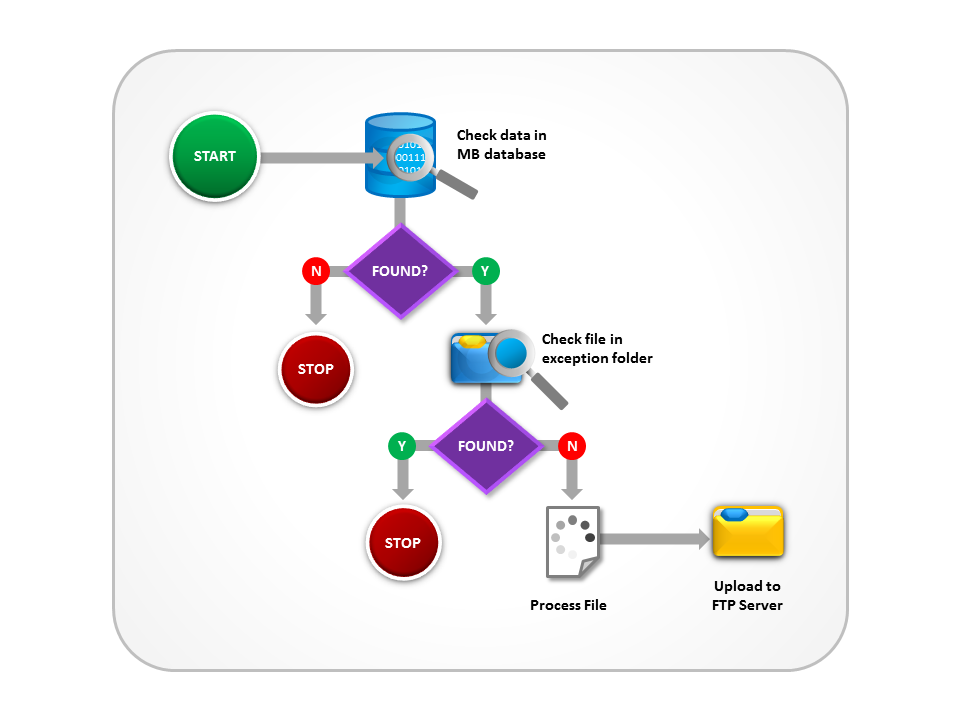 START
01010
00111
0101
Check data in
MB database
FOUND?
N
Y
STOP
Check file in
exception folder
FOUND?
Y
N
STOP
Process File
Upload to
FTP Server